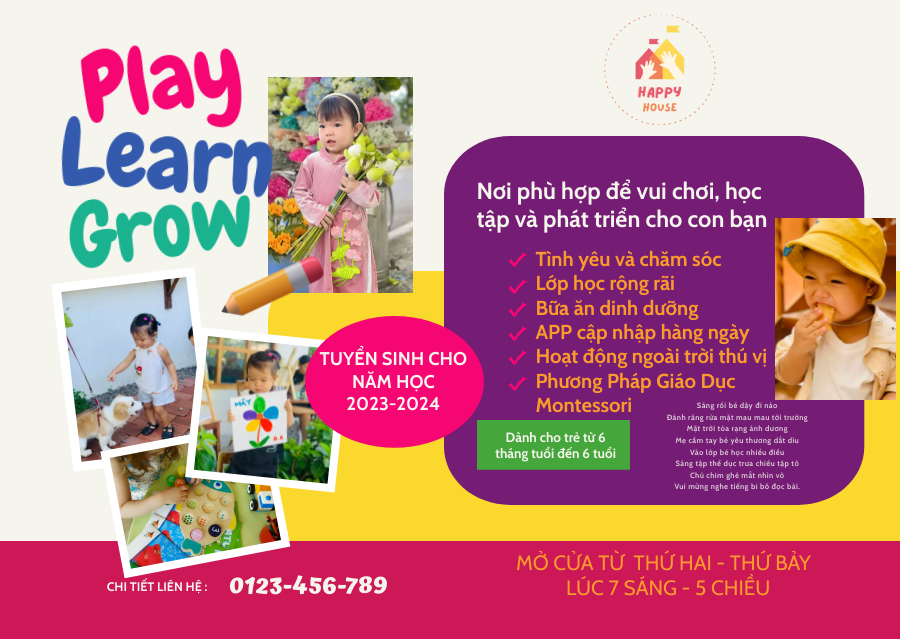 Play
Learn
Grow
HAPPY
HOUSE
Nơi phù hợp để vui chơi, học
tập và phát triển cho con bạn
Tình yêu và chăm sóc
Lớp học rộng rãi
Bữa ăn dinh dưỡng
APP cập nhập hàng ngày
Hoạt động ngoài trời thú vị
Phương Pháp Giáo Dục
Montessori
TUYỂN SINH CHO
NĂM HỌC
2023-2024
MÂY
Dành cho trẻ từ 6
tháng tuổi đến 6 tuổi
Sáng rồi bé dậy đi nào
Đánh răng rửa mặt mau mau tới trường
Mặt trời tỏa rạng ánh dương
Mẹ cầm tay bé yêu thương dắt dìu
Vào lớp bé học nhiều điều
Sáng tập thể dục trưa chiều tập tô
Chú chim ghé mắt nhìn vô
Vui mừng nghe tiếng bi bô đọc bài.
CHI TIẾT LIÊN HỆ :
0123-456-789
MỞ CỬA TỪ THỨ HAI - THỨ BẢY
LÚC 7 SÁNG - 5 CHIỀU